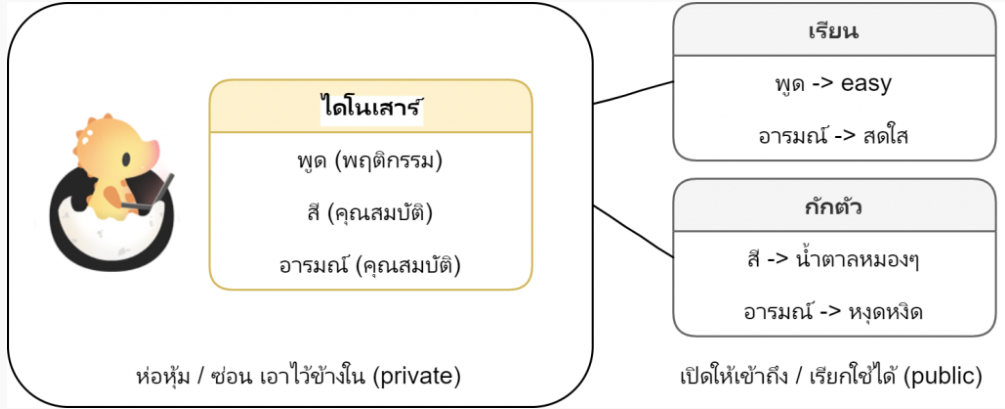 ไดโนเสาร์
พูด (พฤติกรรม)
สี (คุณสมบัติ)
อารมณ์ (คุณสมบัติ)
ห่อหุ้ม / ซ่อน เอาไว้ข้างใน (private)
เรียน
พูด -> easy
อารมณ์ -> สดใส
กักตัว
สี -> น้ำตาลหมองๆ
อารมณ์ -> หงุดหงิด
เปิดให้เข้าถึง / เรียกใช้ได้ (public)